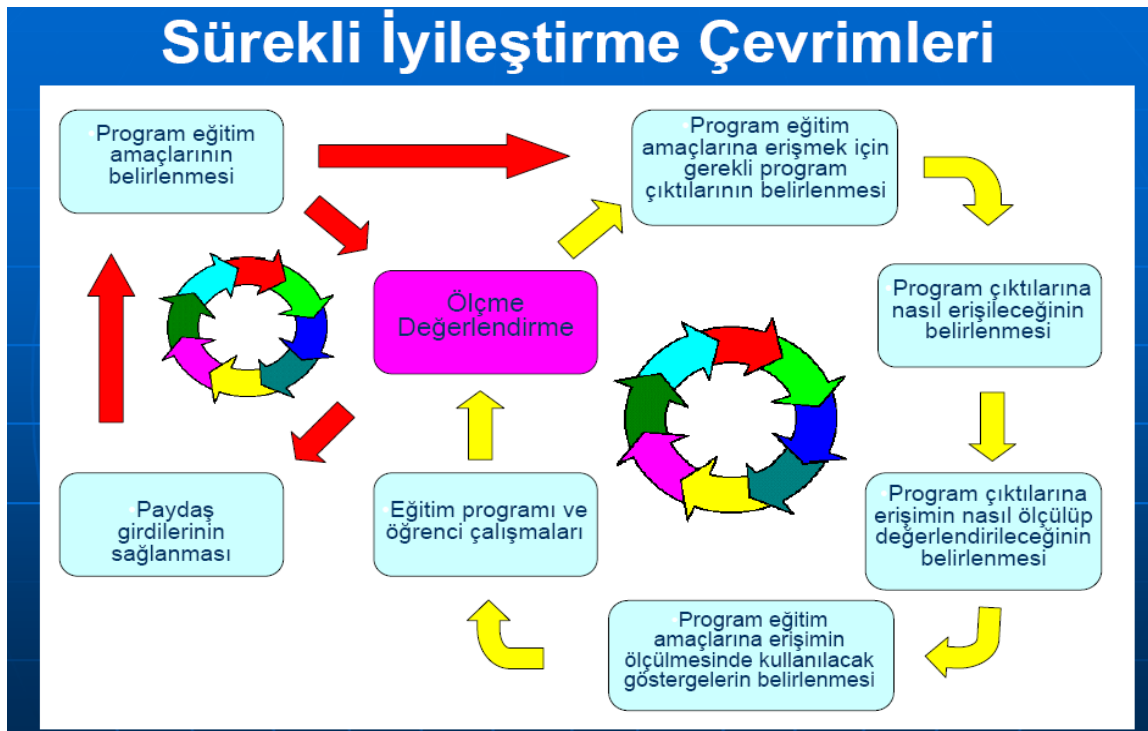 Sürekli İyileştirme Çevrimleri
Program eğitim
amaçlarının
belirlenmesi
Program eğitim
amaçlarına erişmek için
gerekli program
çıktılarının belirlenmesi
Ölçme
Değerlendirme
Program çıktılarına
nasıl erişileceğinin
belirlenmesi
Paydaş
girdilerinin
sağlanması
Eğitim programı ve
öğrenci çalışmaları
Program çıktılarına
erişimin nasıl ölçülüp
değerlendirileceğinin
belirlenmesi
Program eğitim
amaçlarına erişimin
ölçülmesinde kullanılacak
göstergelerin belirlenmesi